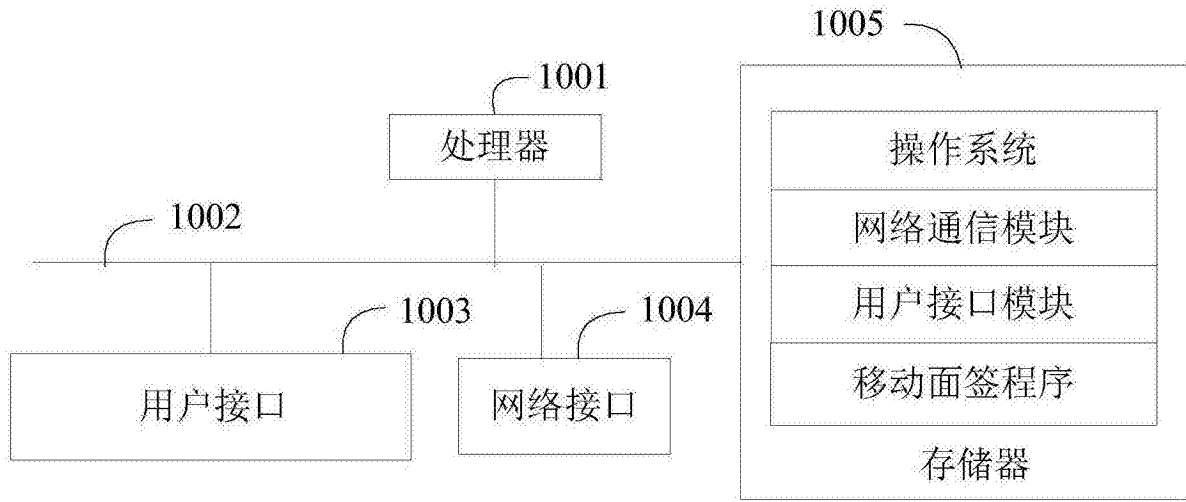 1005
1001
处理器
操作系统
1002
网络通信模块
1003
1004
用户接口模块
用户接口
网络接口
移动面签程序
存储器